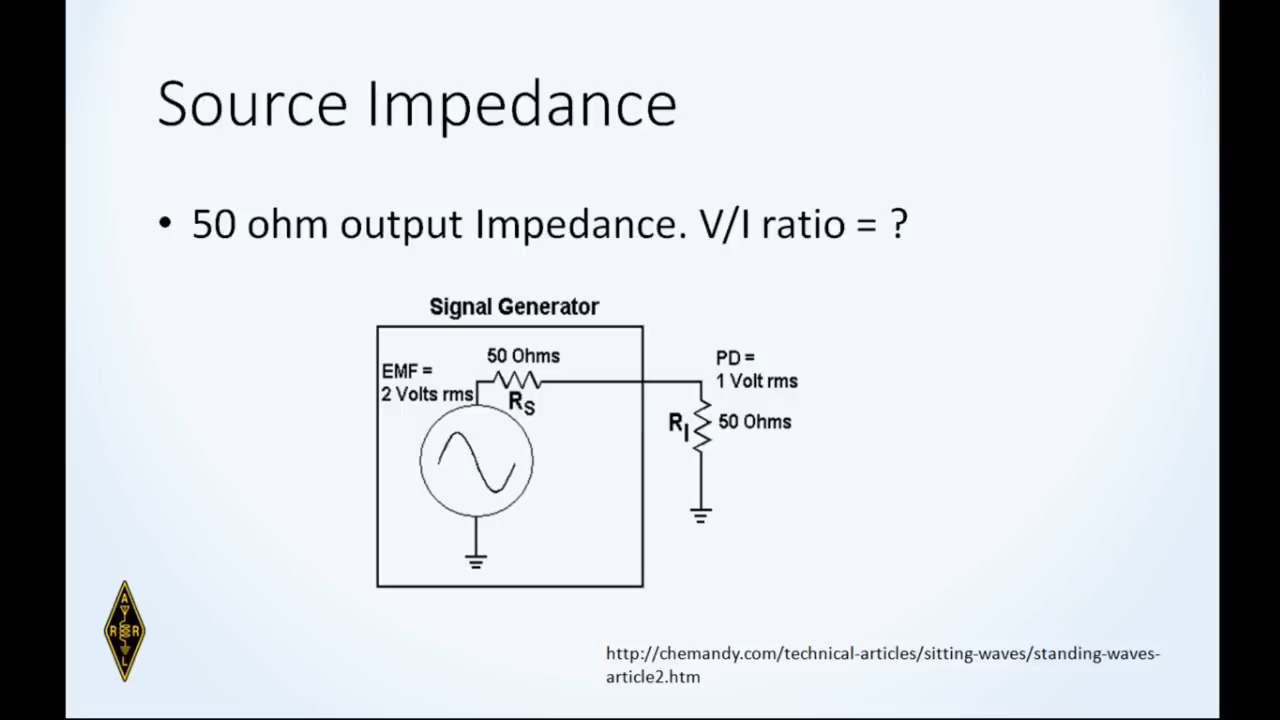 Source Impedance
• 50 ohm output Impedance. V/I ratio = ?
Signal Generator
50 Ohms
EMF =
2 Volts rms
RS
PD =
1 Volt rms
Rl
50 Ohms
A
R R
L
http://chemandy.com/technical-articles/sitting-waves/standing-waves-
article2.htm